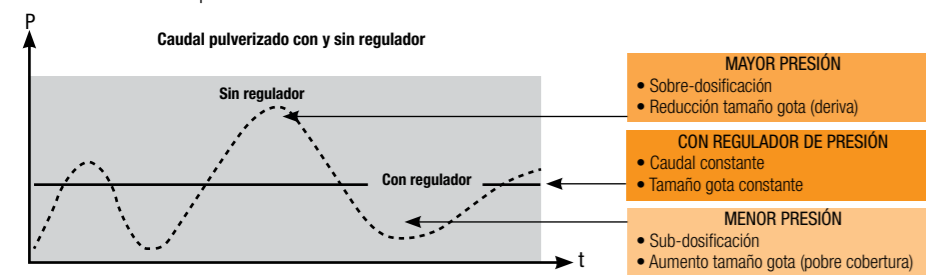 P
Caudal pulverizado con y sin regulador
Sin regulador
Con regulador
t
MAYOR PRESIÓN
• Sobre-dosificación
• Reducción tamaño gota (deriva)
CON REGULADOR DE PRESIÓN
• Caudal constante
• Tamaño gota constante
MENOR PRESIÓN
• Sub-dosificación
• Aumento tamaño gota (pobre cobertura)